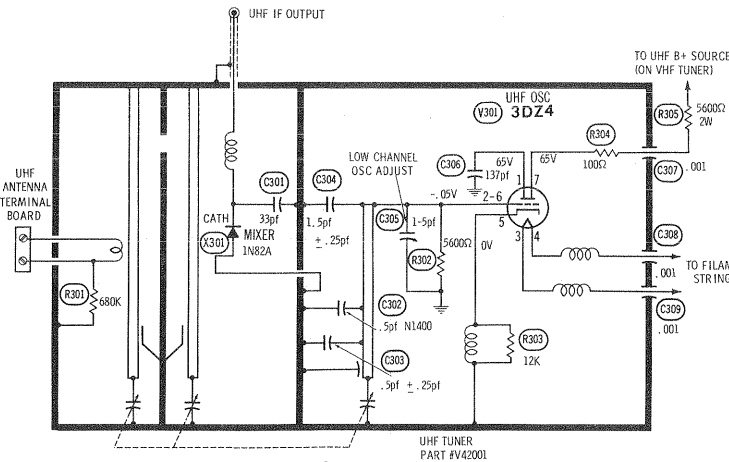 UHF IF OUTPUT
TO UHF B+ SOURCE
(ON VHF TUNER)
UHF OSC
V301 3DZ4
R305 5600Ω
2W
R304
100Ω
C307 .001
LOW CHANNEL
OSC ADJUST
C306
137pf
65V
65V
1 7
C301
33pf
C304
1.5pf
± .25pf
-.05V
2-6
5
0V
3 4
C305
1-5pf
5600Ω
R302
UHF
ANTENNA
TERMINAL
BOARD
CATH
MIXER
1N82A
X301
C308
.001
TO FILAM
STRING
C309
.001
R301
680K
C302
.5pf N1400
C303
.5pf ± .25pf
R303
12K
UHF TUNER
PART #V42001